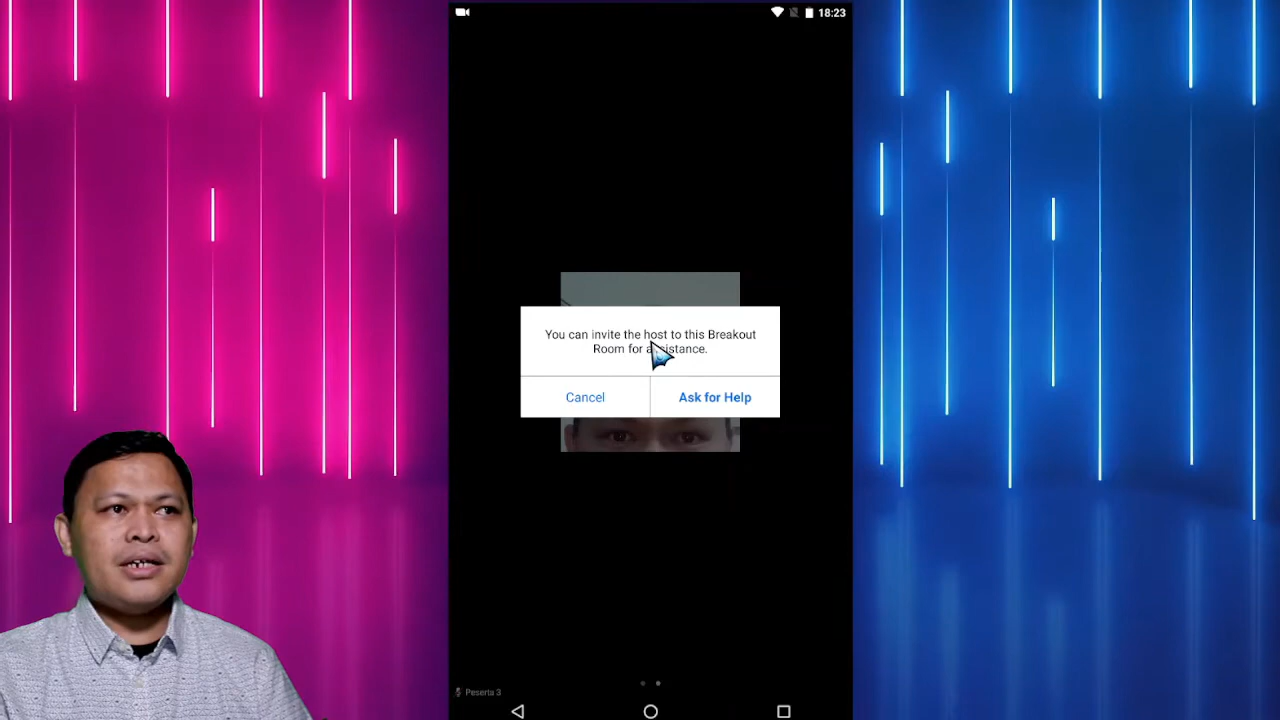 18:23
You can invite the host to this Breakout
Room for assistance.
Cancel
Ask for Help
Peserta 3